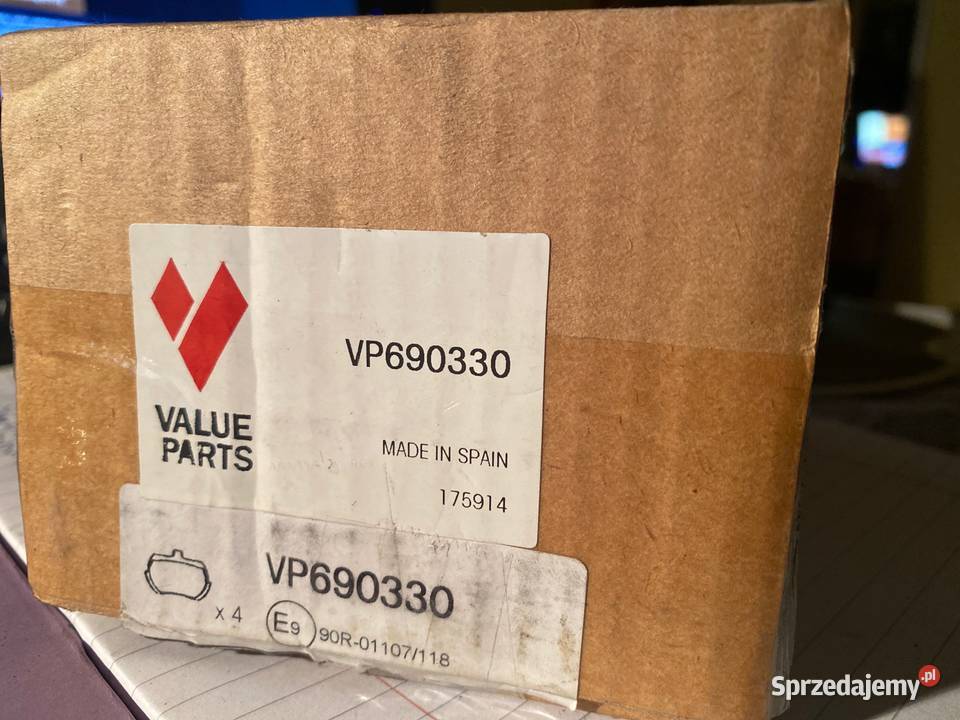 VALUE
PARTS
VP690330
MADE IN SPAIN
175914
VP690330
x 4
E9 90R-01107/118
Sprzedajemy.pl